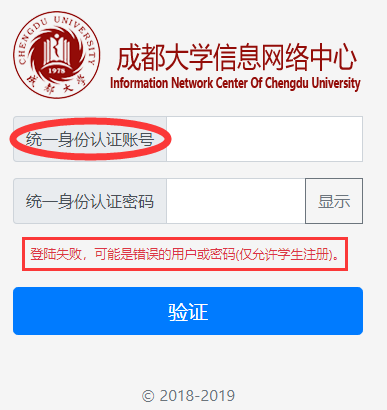 CHENGDU UNIVERSITY
1978
成都大学
成都大学信息网络中心
Information Network Center Of Chengdu University
统一身份认证账号
统一身份认证密码
显示
登陆失败，可能是错误的用户或密码(仅允许学生注册)。
验证
© 2018-2019